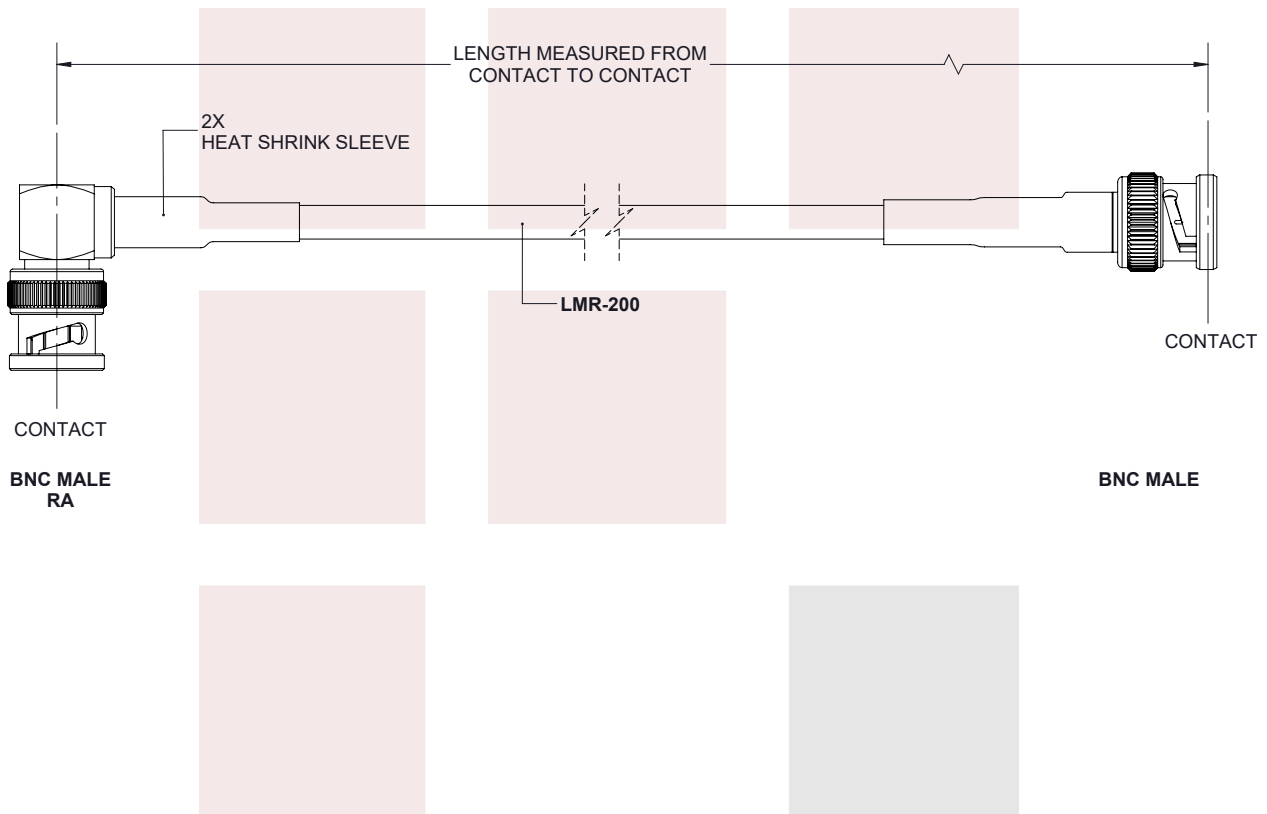 LENGTH MEASURED FROM
CONTACT TO CONTACT
2X
HEAT SHRINK SLEEVE
LMR-200
CONTACT
CONTACT
BNC MALE
RA
BNC MALE